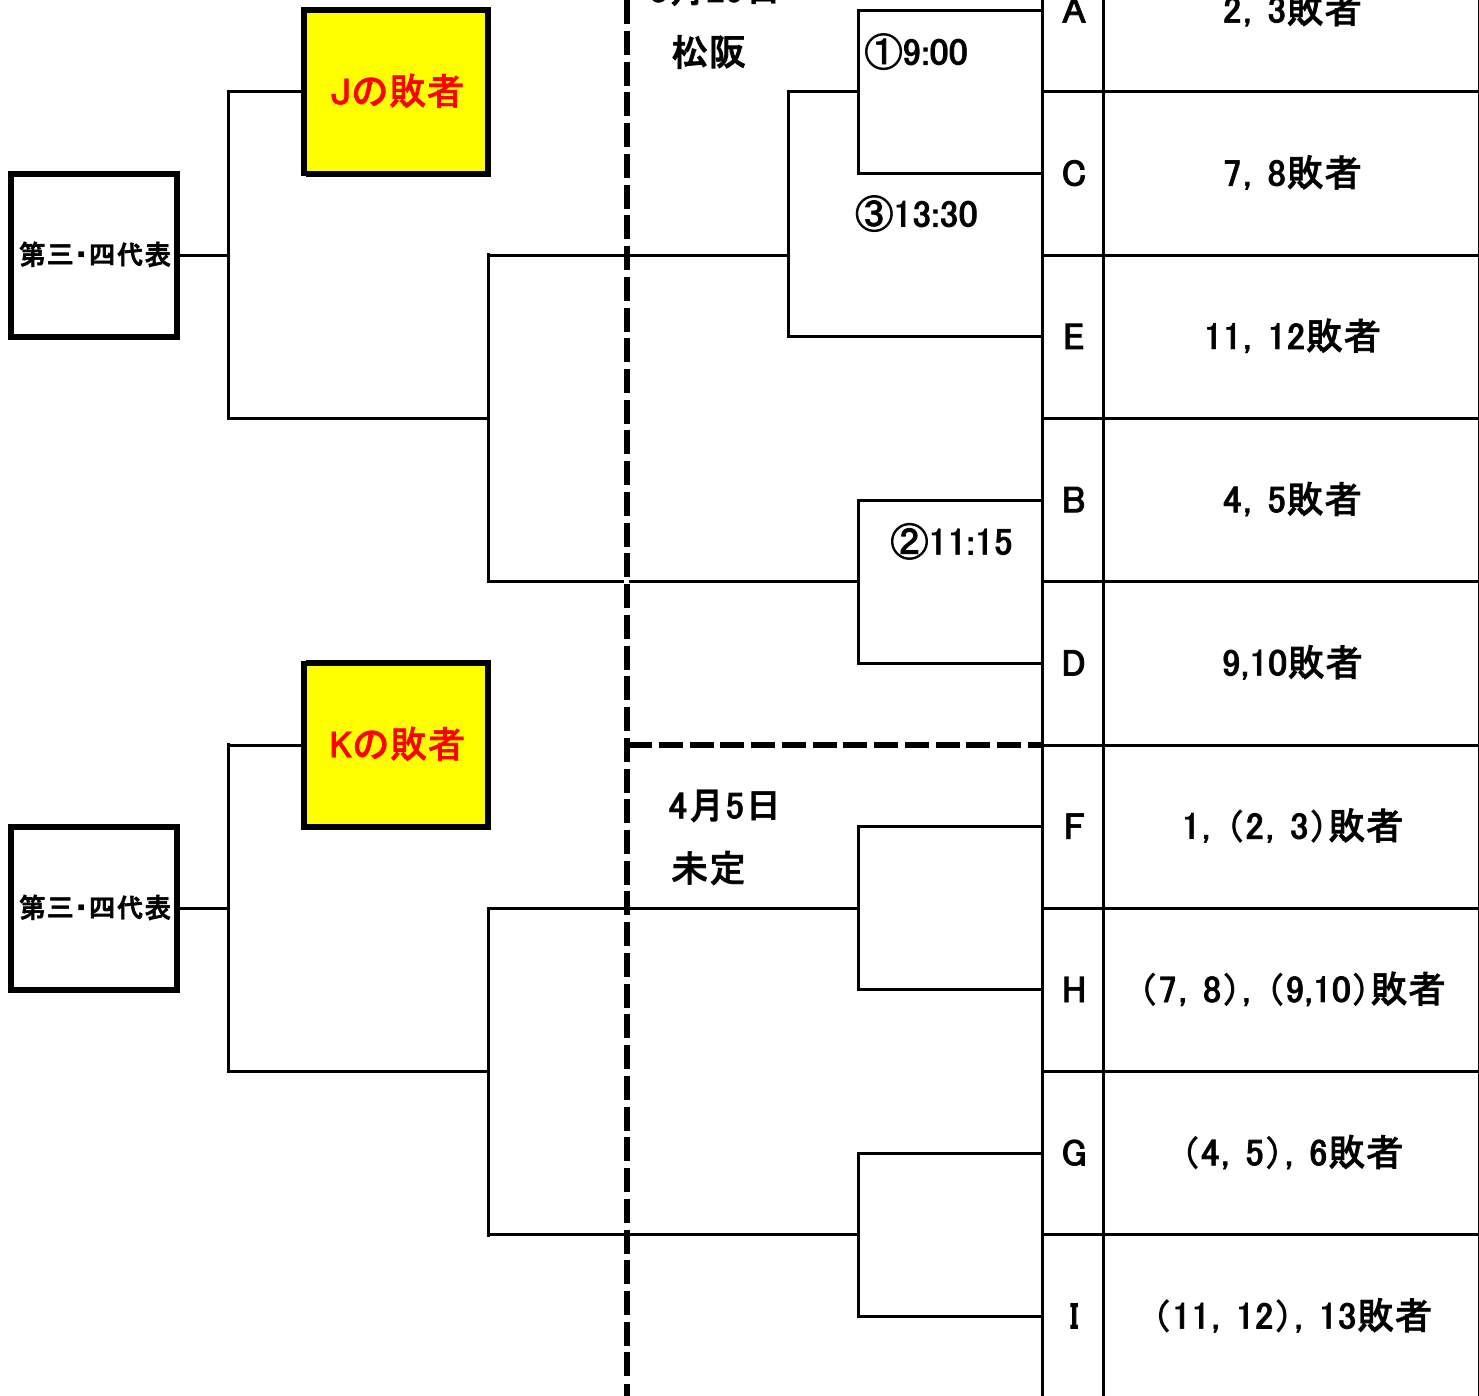 A 2, 3敗者
松阪
①9:00
Jの敗者
C 7, 8敗者
③13:30
第三・四代表
E 11, 12敗者
B 4, 5敗者
②11:15
D 9,10敗者
Kの敗者
4月5日
F 1, (2, 3)敗者
未定
第三・四代表
H (7, 8), (9,10)敗者
G (4, 5), 6敗者
I (11, 12), 13敗者